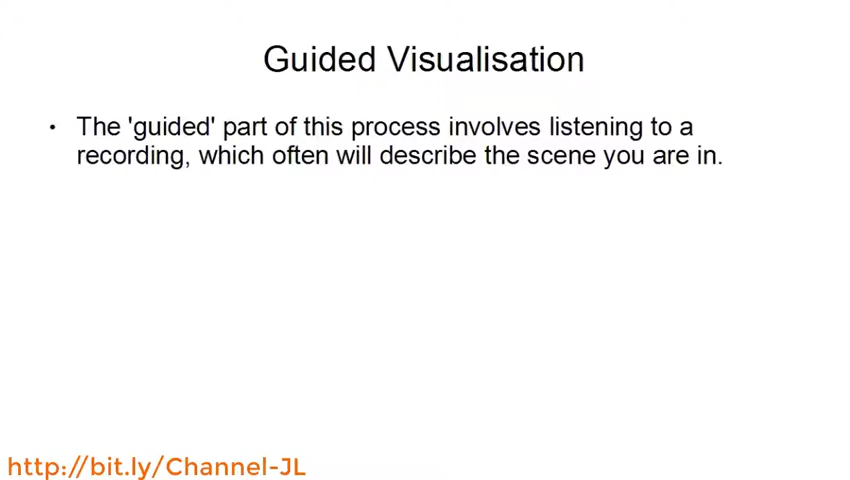 Guided Visualisation
• The 'guided' part of this process involves listening to a
recording, which often will describe the scene you are in.
http://bit.ly/Channel-JL